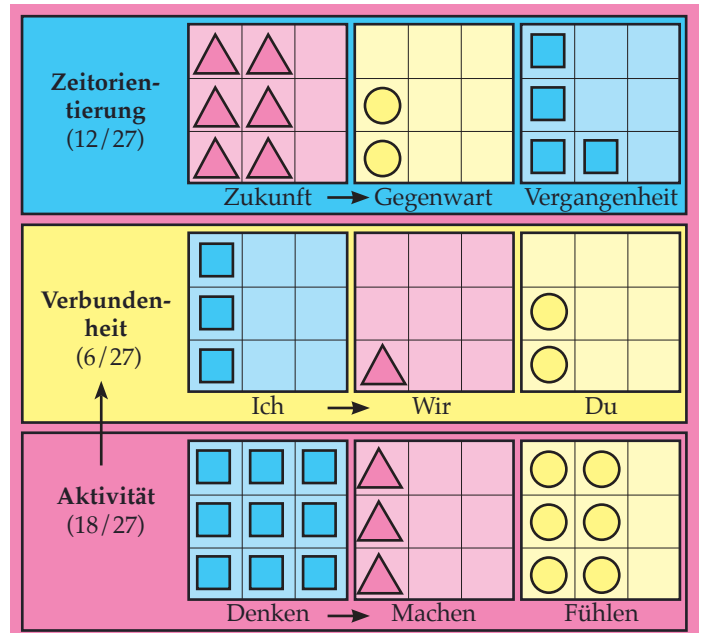 Zeitorien-
tierung
(12/27)
Zukunft
Gegenwart
Vergangenheit
Verbunden-
heit
(6/27)
Ich
Wir
Du
Aktivität
(18/27)
Denken
Machen
Fühlen